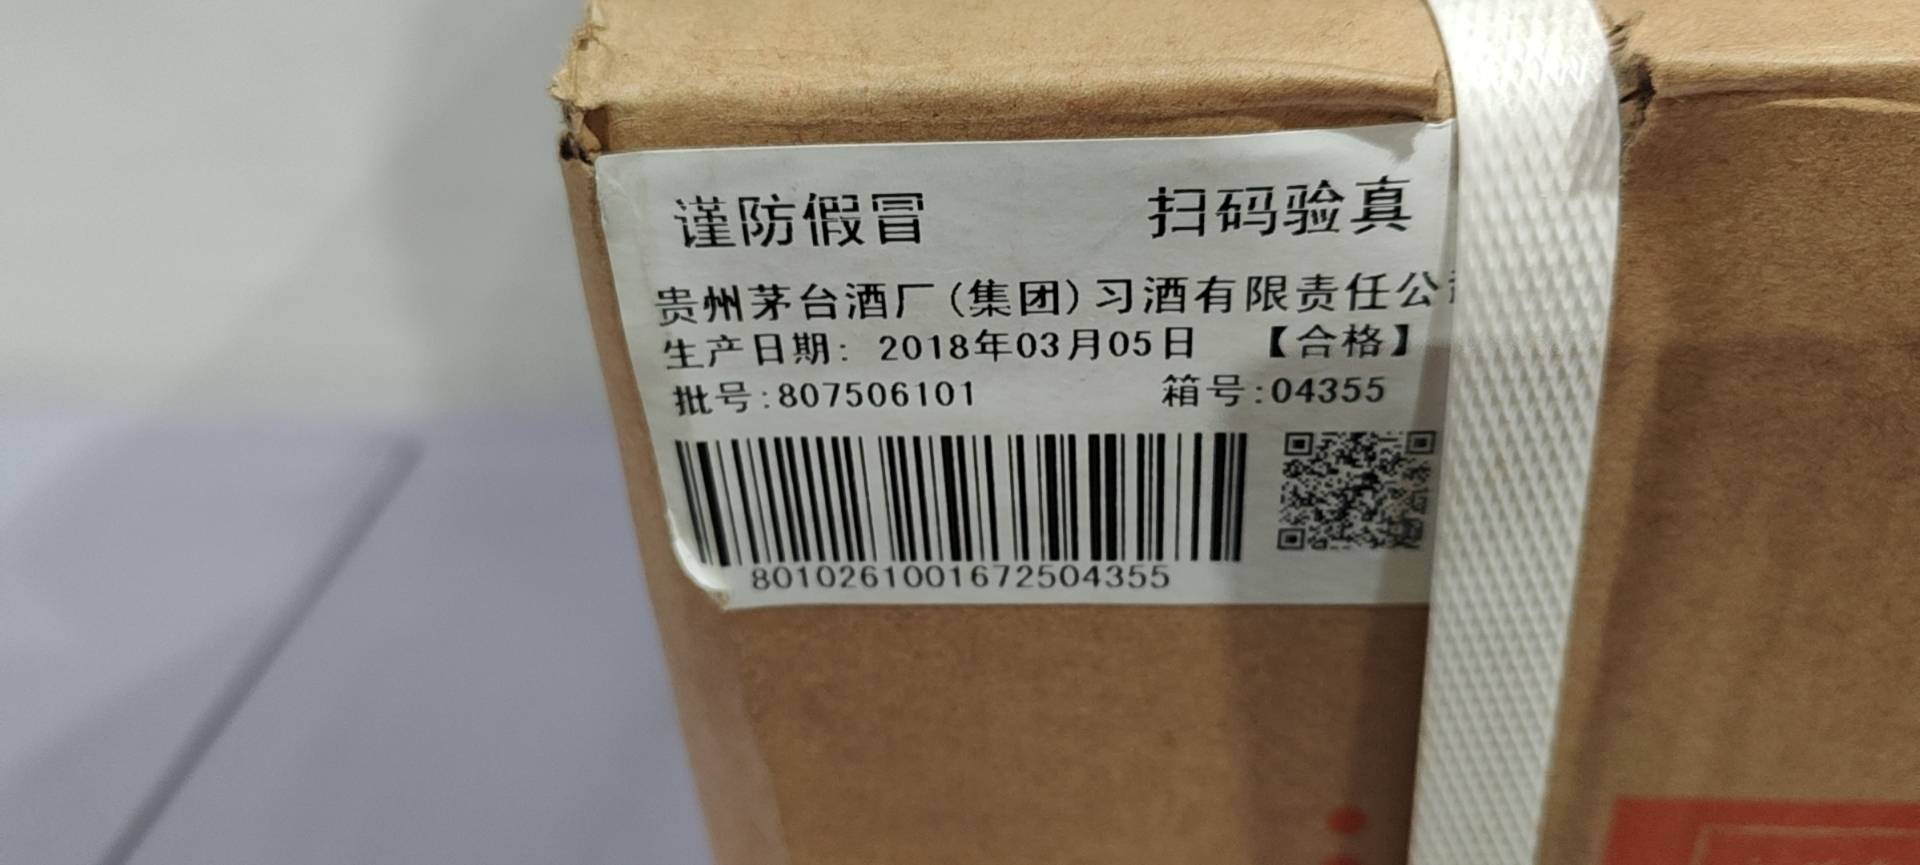 谨防假冒 扫码验真
贵州茅台酒厂(集团)习酒有限责任公
生产日期: 2018年03月05日 【合格】
批号:807506101 箱号:04355
8010261001672504355